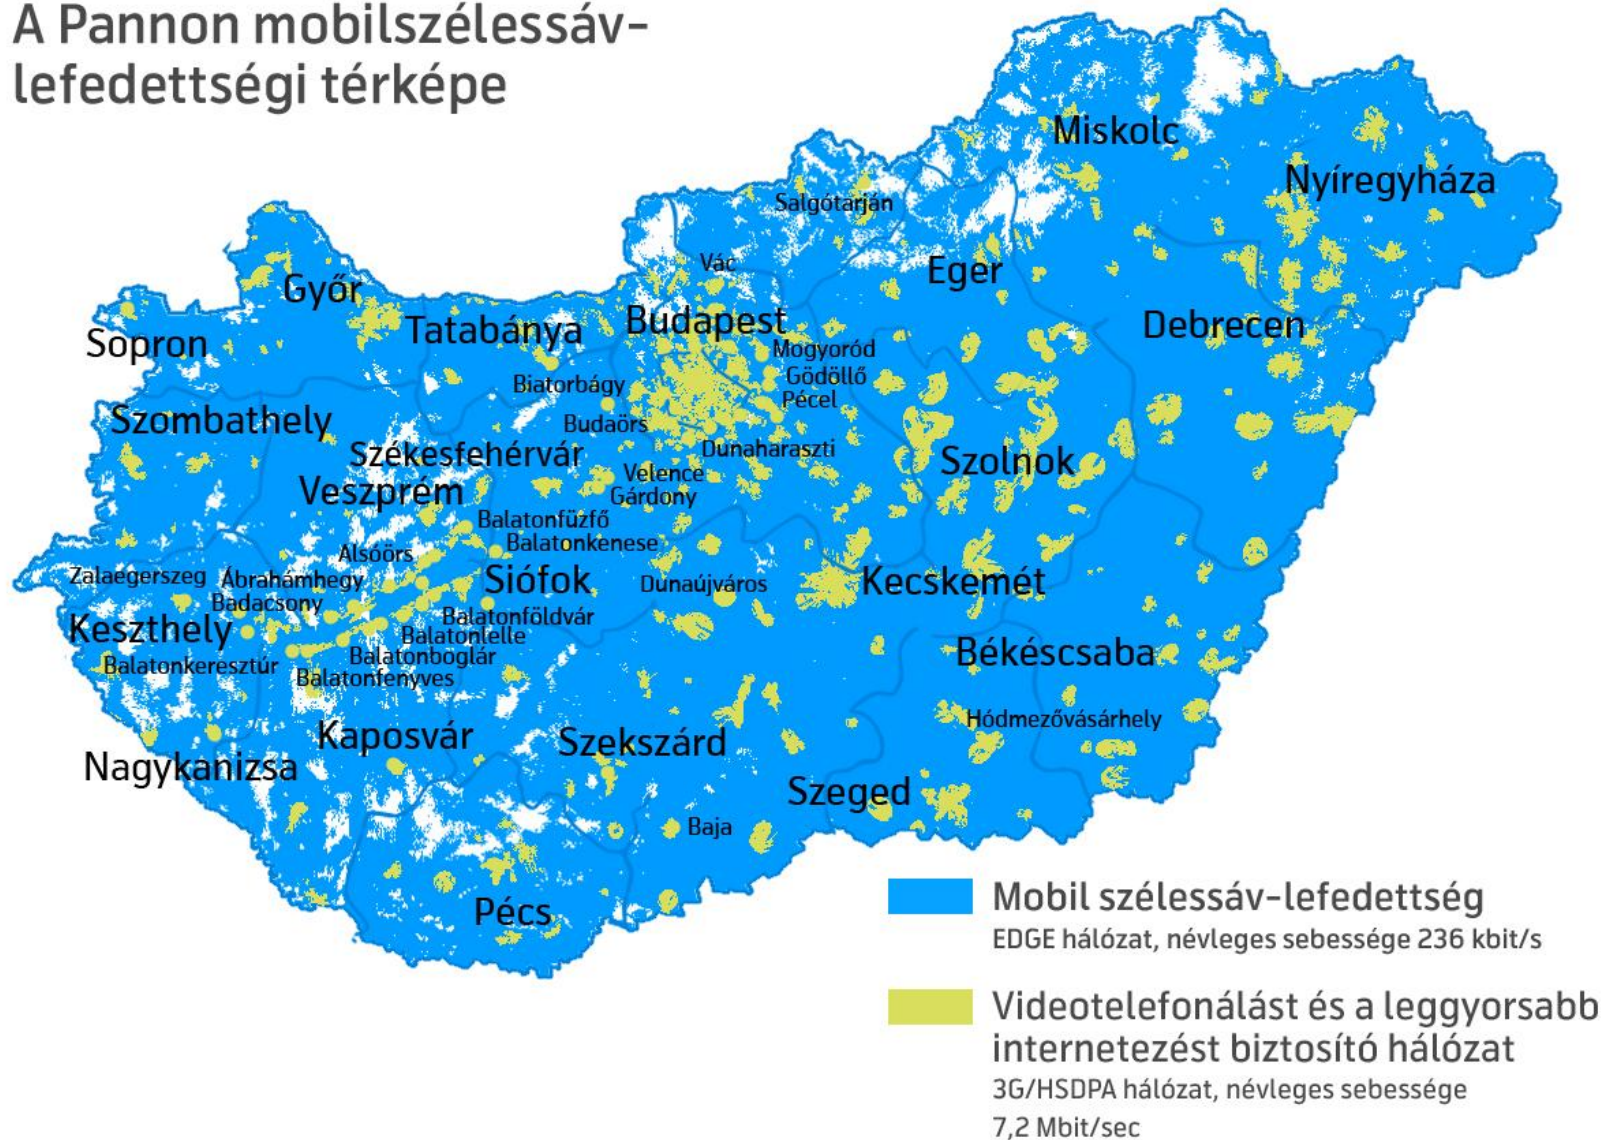 A Pannon mobilszélessáv-
lefedettségi térképe
Miskolc
Nyíregyháza
Salgótarján
Vác
Eger
Győr
Sopron
Tatabánya
Budapest
Debrecen
Mogyoród
Gödöllő
Pécel
Biatorbágy
Budaörs
Szombathely
Dunaharaszti
Székesfehérvár
Szolnok
Velence
Gárdony
Veszprém
Balatonfűzfő
Balatonkenese
Alsóörs
Zalaegerszeg
Ábrahámhegy
Siófok
Dunaújváros
Kecskemét
Badacsony
Balatonföldvár
Keszthely
Balatonlelle
Balatonboglár
Békéscsaba
Balatonkeresztúr
Balatonfenyves
Hódmezővásárhely
Kaposvár
Szekszárd
Nagykanizsa
Szeged
Baja
Pécs
Mobil szélessáv-lefedettség
EDGE hálózat, névleges sebessége 236 kbit/s
Videotelefonálást és a leggyorsabb
internetezést biztosító hálózat
3G/HSDPA hálózat, névleges sebessége
7,2 Mbit/sec